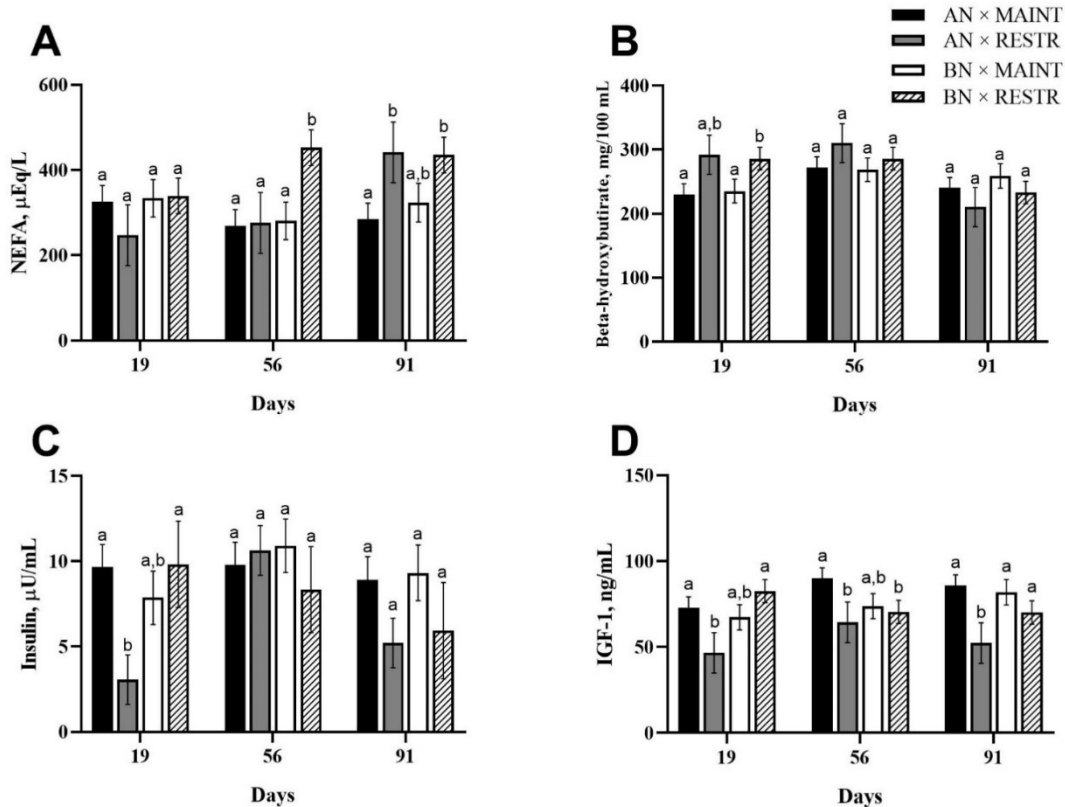 AN × MAINT
AN × RESTR
BN × MAINT
BN × RESTR
A
NEFA, µEq/L
600
400
200
0
a a a a
a a a b
a b a,b b
19 56 91
Days
B
Beta-hydroxybutirate, mg/100 mL
400
300
200
100
0
a a,b a b
a a a a
a a a a
19 56 91
Days
C
Insulin, µU/mL
15
10
5
0
a b a,b a
a a a a
a a a a
19 56 91
Days
D
IGF-1, ng/mL
150
100
50
0
a b a,b a
a b a,b b
a b a a
19 56 91
Days